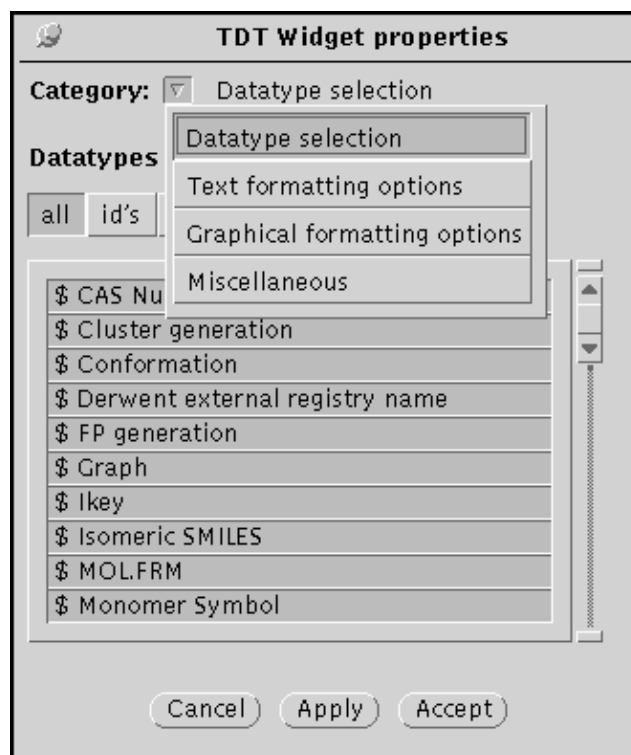 TDT Widget properties
Category: Datatype selection
Datatype selection
Datatypes
Text formatting options
all id's
Graphical formatting options
Miscellaneous
$ CAS Nu
$ Cluster generation
$ Conformation
$ Derwent external registry name
$ FP generation
$ Graph
$ Ikey
$ Isomeric SMILES
$ MOL.FRM
$ Monomer Symbol
Cancel Apply Accept